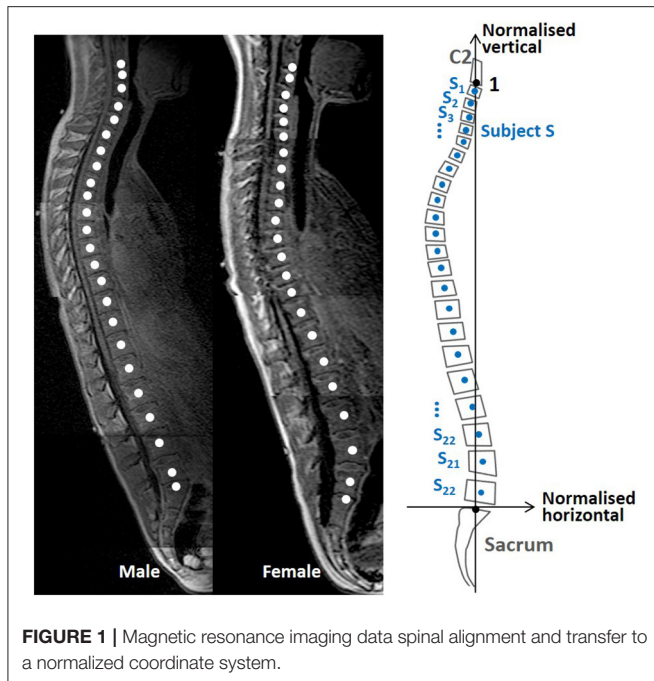 Normalised
vertical
C2
1
S1
S2
S3
Subject S
S22
S21
S22
Normalised
horizontal
Sacrum
Male
Female
FIGURE 1 | Magnetic resonance imaging data spinal alignment and transfer to
a normalized coordinate system.